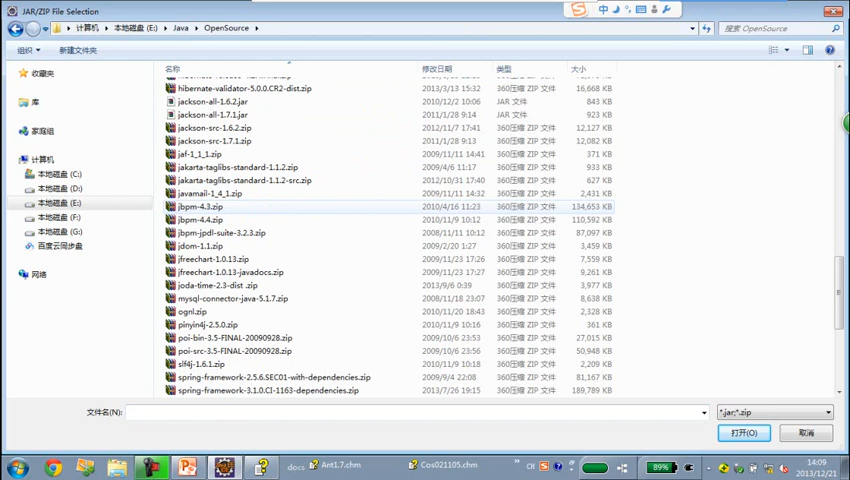 JAR/ZIP File Selection
中
计算机 本地磁盘 (E:) Java OpenSource
搜索 OpenSource
组织 新建文件夹
名称 修改日期 类型 大小
收藏夹
库
家庭组
计算机
本地磁盘 (C:)
本地磁盘 (D:)
本地磁盘 (E:)
本地磁盘 (F:)
本地磁盘 (G:)
百度云同步盘
网络
hibernate-validator-5.0.0.CR2-dist.zip 2013/3/13 15:32 360压缩 ZIP 文件 16,668 KB
jackson-all-1.6.2.jar 2010/12/2 10:06 JAR 文件 843 KB
jackson-all-1.7.1.jar 2011/1/28 9:14 JAR 文件 923 KB
jackson-src-1.6.2.zip 2012/11/7 17:41 360压缩 ZIP 文件 12,127 KB
jackson-src-1.7.1.zip 2011/1/28 9:13 360压缩 ZIP 文件 12,082 KB
jaf-1_1_1.zip 2009/11/11 14:41 360压缩 ZIP 文件 371 KB
jakarta-taglibs-standard-1.1.2.zip 2009/4/6 11:17 360压缩 ZIP 文件 933 KB
jakarta-taglibs-standard-1.1.2-src.zip 2012/10/31 17:40 360压缩 ZIP 文件 627 KB
javamail-1_4_1.zip 2009/11/11 14:32 360压缩 ZIP 文件 2,431 KB
jbpm-4.3.zip 2010/4/16 11:23 360压缩 ZIP 文件 134,653 KB
jbpm-4.4.zip 2010/11/9 10:12 360压缩 ZIP 文件 110,592 KB
jbpm-jpdl-suite-3.2.3.zip 2008/11/11 10:12 360压缩 ZIP 文件 87,097 KB
jdom-1.1.zip 2009/2/20 1:27 360压缩 ZIP 文件 3,459 KB
jfreechart-1.0.13.zip 2009/11/23 17:26 360压缩 ZIP 文件 7,559 KB
jfreechart-1.0.13-javadocs.zip 2009/11/23 17:27 360压缩 ZIP 文件 9,261 KB
joda-time-2.3-dist .zip 2013/9/6 0:39 360压缩 ZIP 文件 3,977 KB
mysql-connector-java-5.1.7.zip 2008/11/18 23:07 360压缩 ZIP 文件 8,638 KB
ognl.zip 2010/11/20 18:43 360压缩 ZIP 文件 2,328 KB
pinyin4j-2.5.0.zip 2010/11/9 10:16 360压缩 ZIP 文件 361 KB
poi-bin-3.5-FINAL-20090928.zip 2009/10/6 23:53 360压缩 ZIP 文件 27,015 KB
poi-src-3.5-FINAL-20090928.zip 2009/10/6 23:56 360压缩 ZIP 文件 50,948 KB
slf4j-1.6.1.zip 2010/11/9 10:18 360压缩 ZIP 文件 2,209 KB
spring-framework-2.5.6.SEC01-with-dependencies.zip 2009/9/4 22:08 360压缩 ZIP 文件 81,167 KB
spring-framework-3.1.0.CI-1163-dependencies.zip 2013/7/26 19:15 360压缩 ZIP 文件 189,789 KB
文件名(N): *.jar;*.zip
打开(O) 取消
docs Ant1.7.chm Cos021105.chm » CH 89% 14:09
2013/12/21